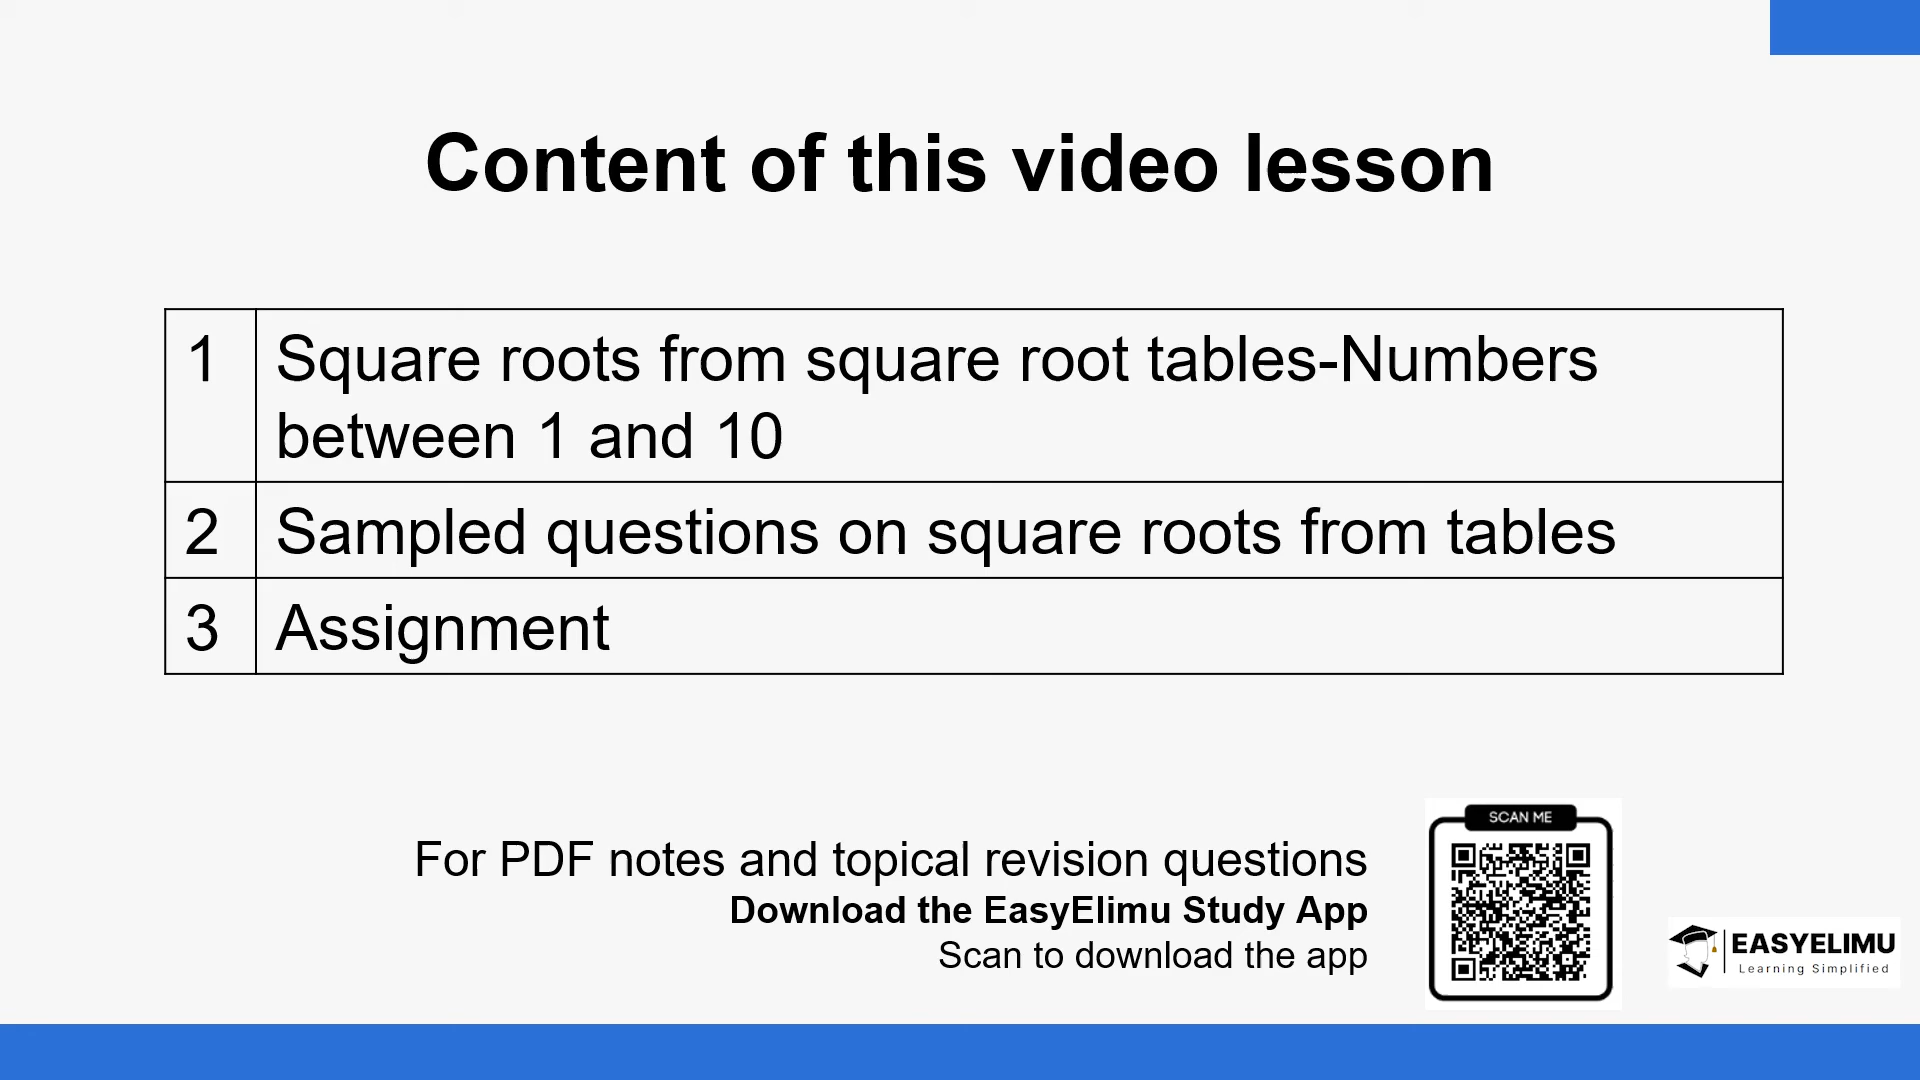 Content of this video lesson
1 Square roots from square root tables-Numbers
between 1 and 10
2 Sampled questions on square roots from tables
3 Assignment
For PDF notes and topical revision questions
Download the EasyElimu Study App
Scan to download the app
SCAN ME
EASYELIMU
Learning Simplified